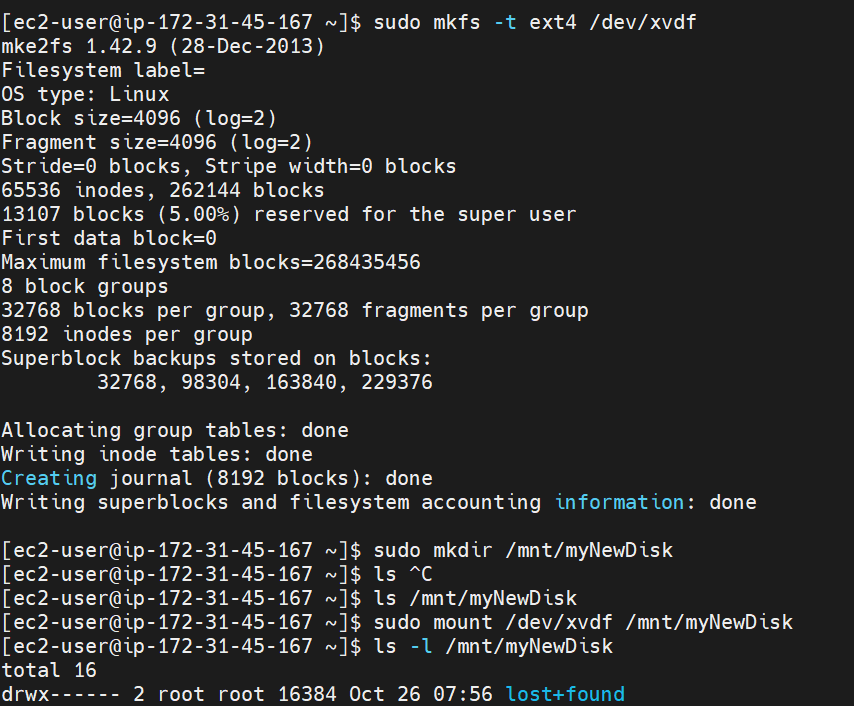 [ec2-user@ip-172-31-45-167 ~]$ sudo mkfs -t ext4 /dev/xvdf
mke2fs 1.42.9 (28-Dec-2013)
Filesystem label=
OS type: Linux
Block size=4096 (log=2)
Fragment size=4096 (log=2)
Stride=0 blocks, Stripe width=0 blocks
65536 inodes, 262144 blocks
13107 blocks (5.00%) reserved for the super user
First data block=0
Maximum filesystem blocks=268435456
8 block groups
32768 blocks per group, 32768 fragments per group
8192 inodes per group
Superblock backups stored on blocks:
        32768, 98304, 163840, 229376

Allocating group tables: done
Writing inode tables: done
Creating journal (8192 blocks): done
Writing superblocks and filesystem accounting information: done

[ec2-user@ip-172-31-45-167 ~]$ sudo mkdir /mnt/myNewDisk
[ec2-user@ip-172-31-45-167 ~]$ ls ^C
[ec2-user@ip-172-31-45-167 ~]$ ls /mnt/myNewDisk
[ec2-user@ip-172-31-45-167 ~]$ sudo mount /dev/xvdf /mnt/myNewDisk
[ec2-user@ip-172-31-45-167 ~]$ ls -l /mnt/myNewDisk
total 16
drwx------ 2 root root 16384 Oct 26 07:56 lost+found